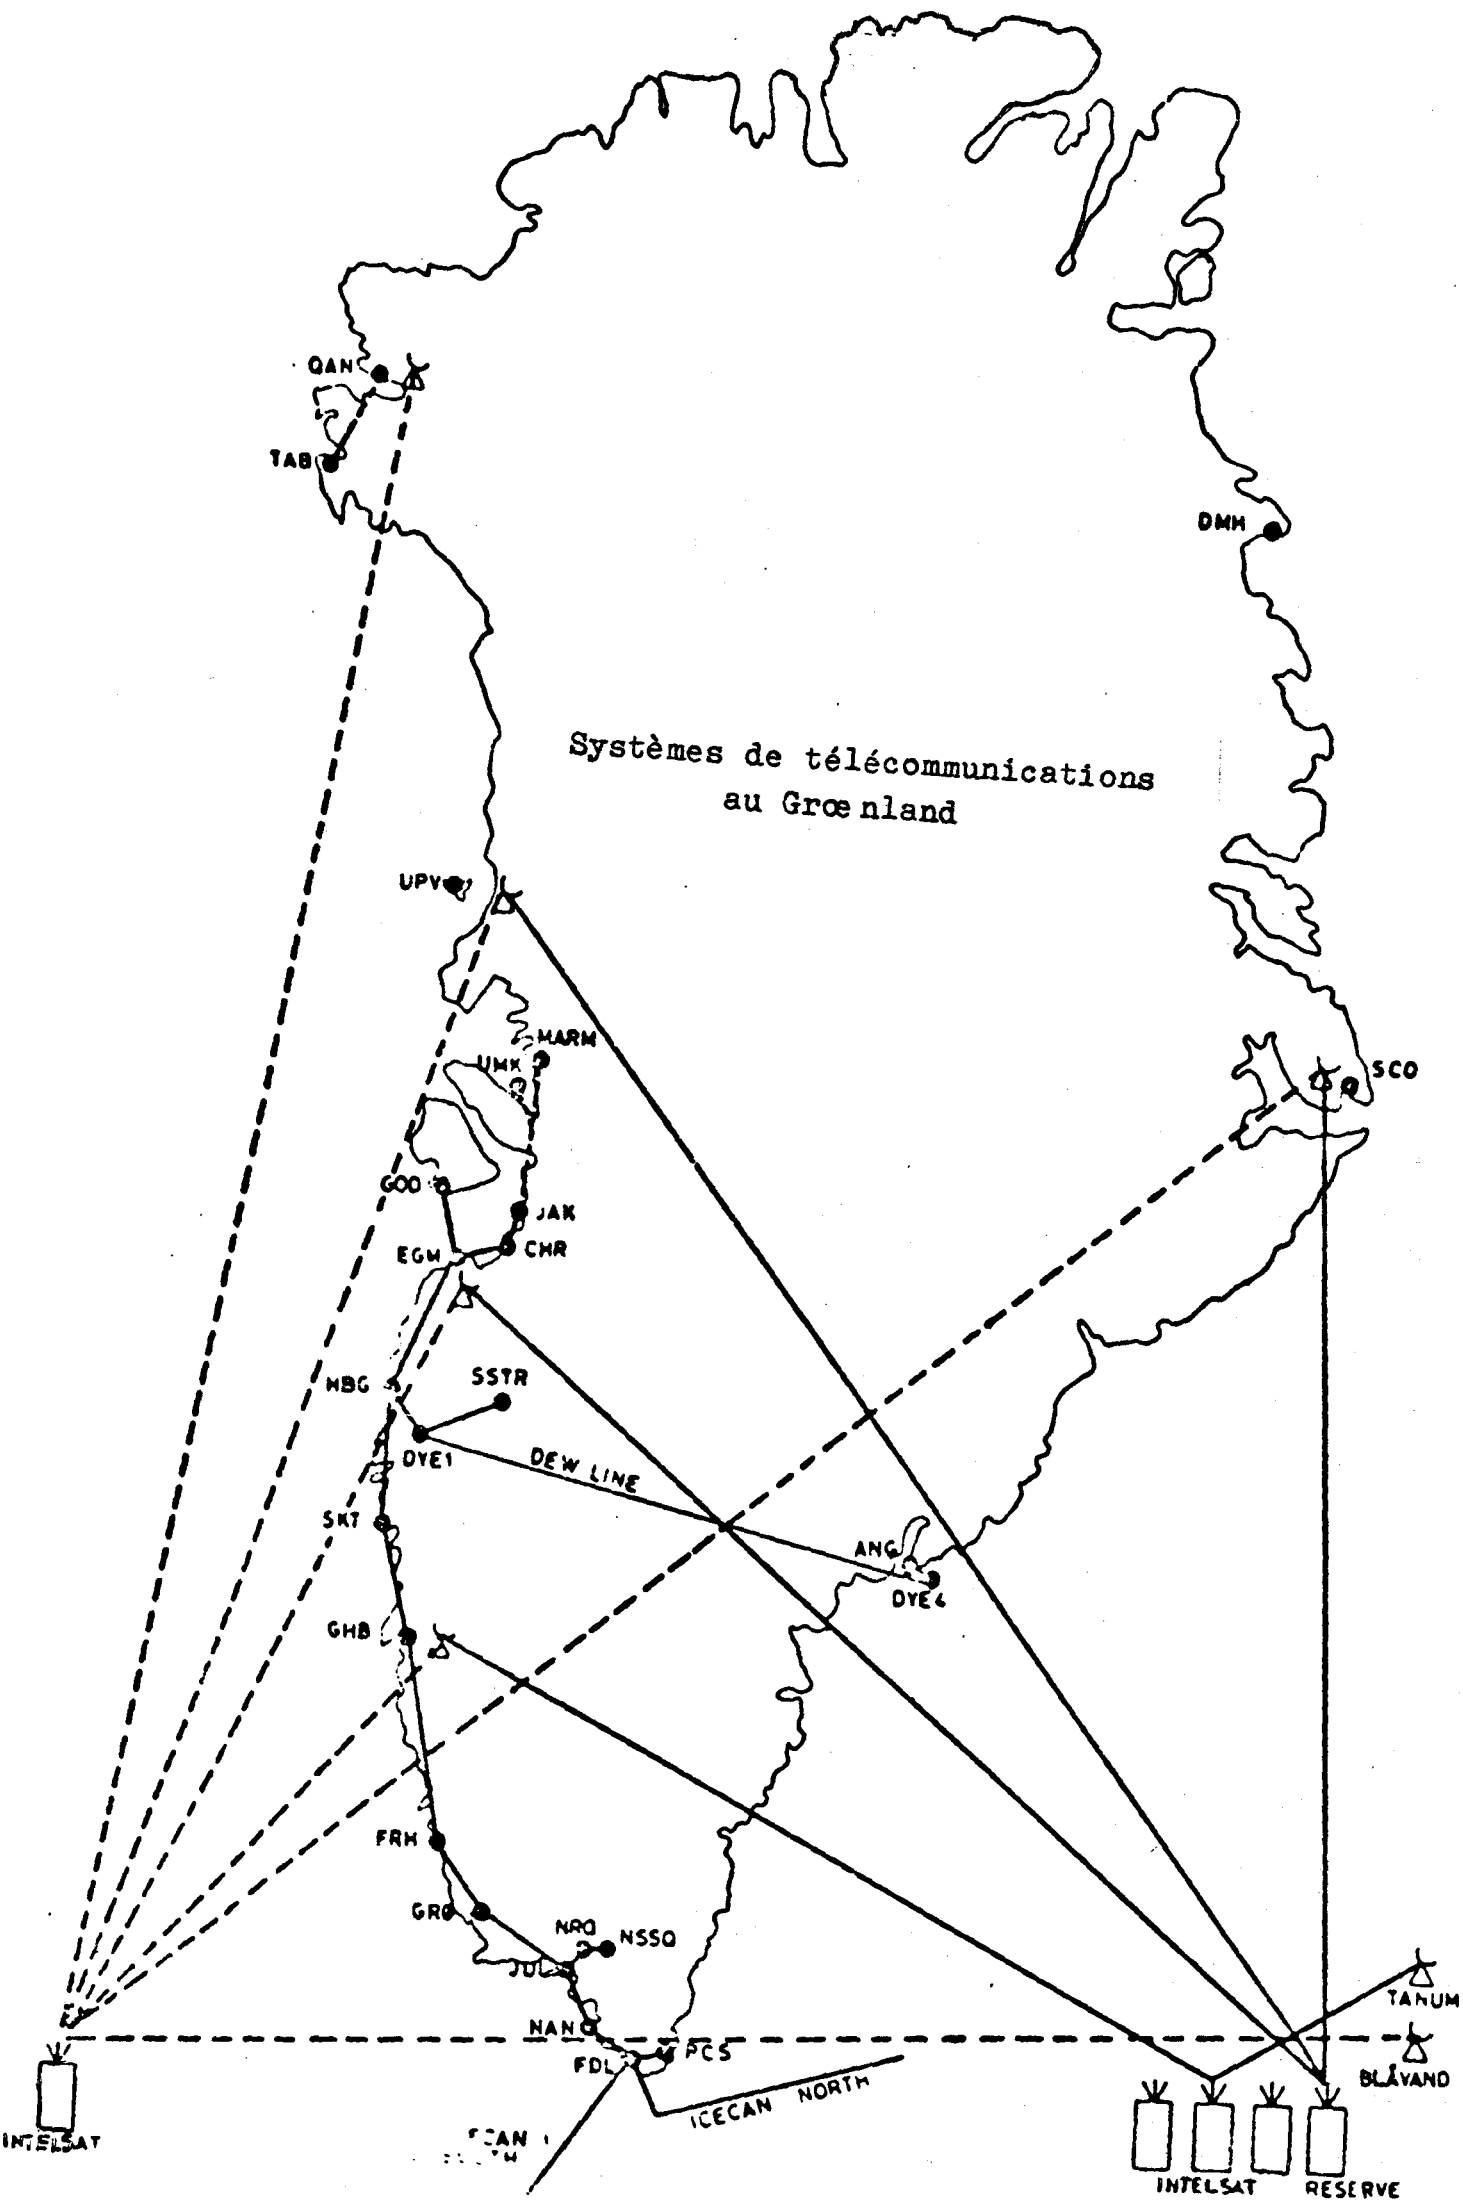 QAN
TAB
DMH
Systèmes de télécommunications
au Grœnland
UPV
MARM
UMK
SCO
GOD
JAK
EGM
CHR
HBG
SSTR
DYE1
DEW LINE
SKT
ANG
DYE4
GHB
FRH
GRO
NRQ
NSSQ
JUL
TANUM
NAN
PCS
FDL
BLÅVAND
ICECAN NORTH
INTELSAT
INTELSAT
RESERVE